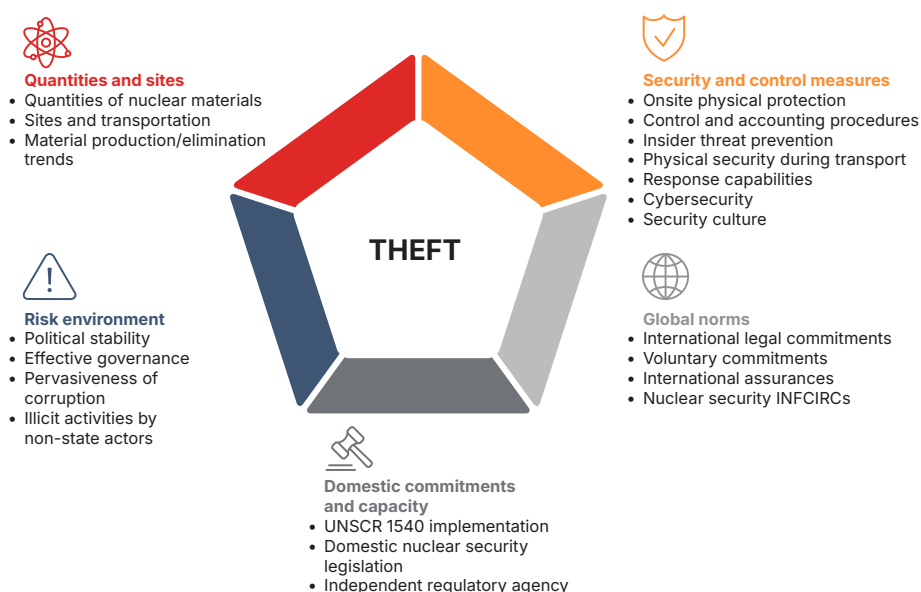 Quantities and sites
• Quantities of nuclear materials
• Sites and transportation
• Material production/elimination
trends
Security and control measures
• Onsite physical protection
• Control and accounting procedures
• Insider threat prevention
• Physical security during transport
• Response capabilities
• Cybersecurity
• Security culture
THEFT
Risk environment
• Political stability
• Effective governance
• Pervasiveness of
corruption
• Illicit activities by
non-state actors
Global norms
• International legal commitments
• Voluntary commitments
• International assurances
• Nuclear security INFCIRCs
Domestic commitments
and capacity
• UNSCR 1540 implementation
• Domestic nuclear security
legislation
• Independent regulatory agency